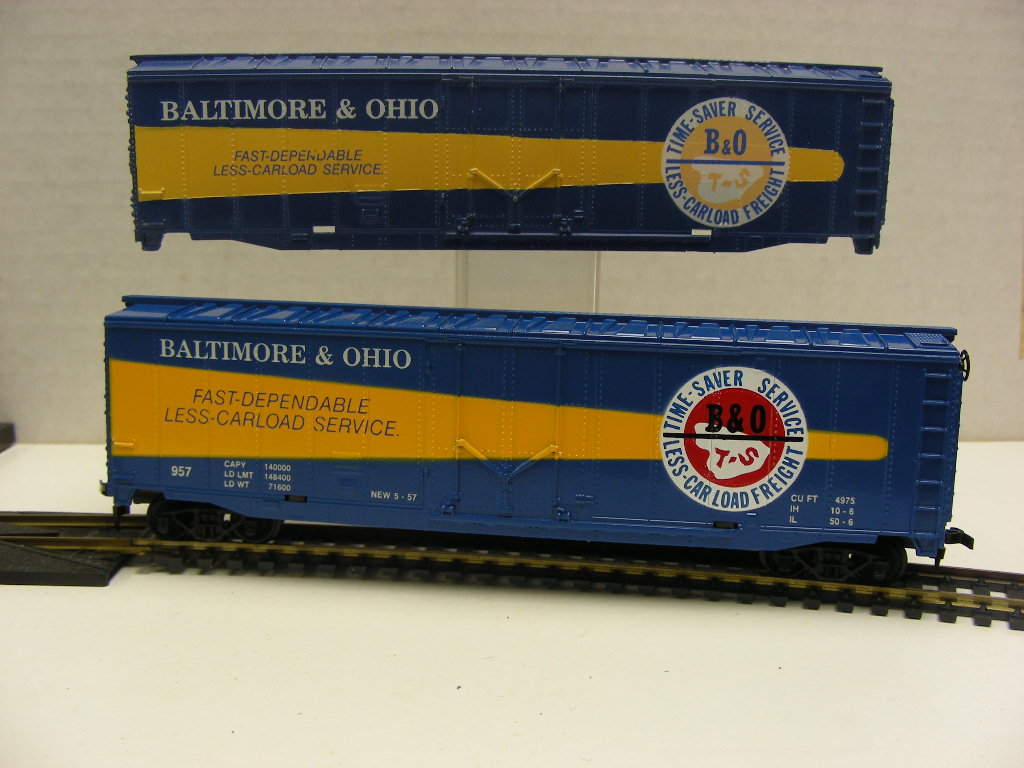 BALTIMORE & OHIO
FAST-DEPENDABLE
LESS-CARLOAD SERVICE.
TIME-SAVER SERVICE
B&O
T-S
LESS-CARLOAD FREIGHT
BALTIMORE & OHIO
FAST-DEPENDABLE
LESS-CARLOAD SERVICE.
957
CAPY 140000
LD LMT 148400
LD WT 71600
NEW 5-57
TIME-SAVER SERVICE
B&O
T-S
LESS-CAR LOAD FREIGHT
CU FT 4975
IH 10-6
IL 50-6